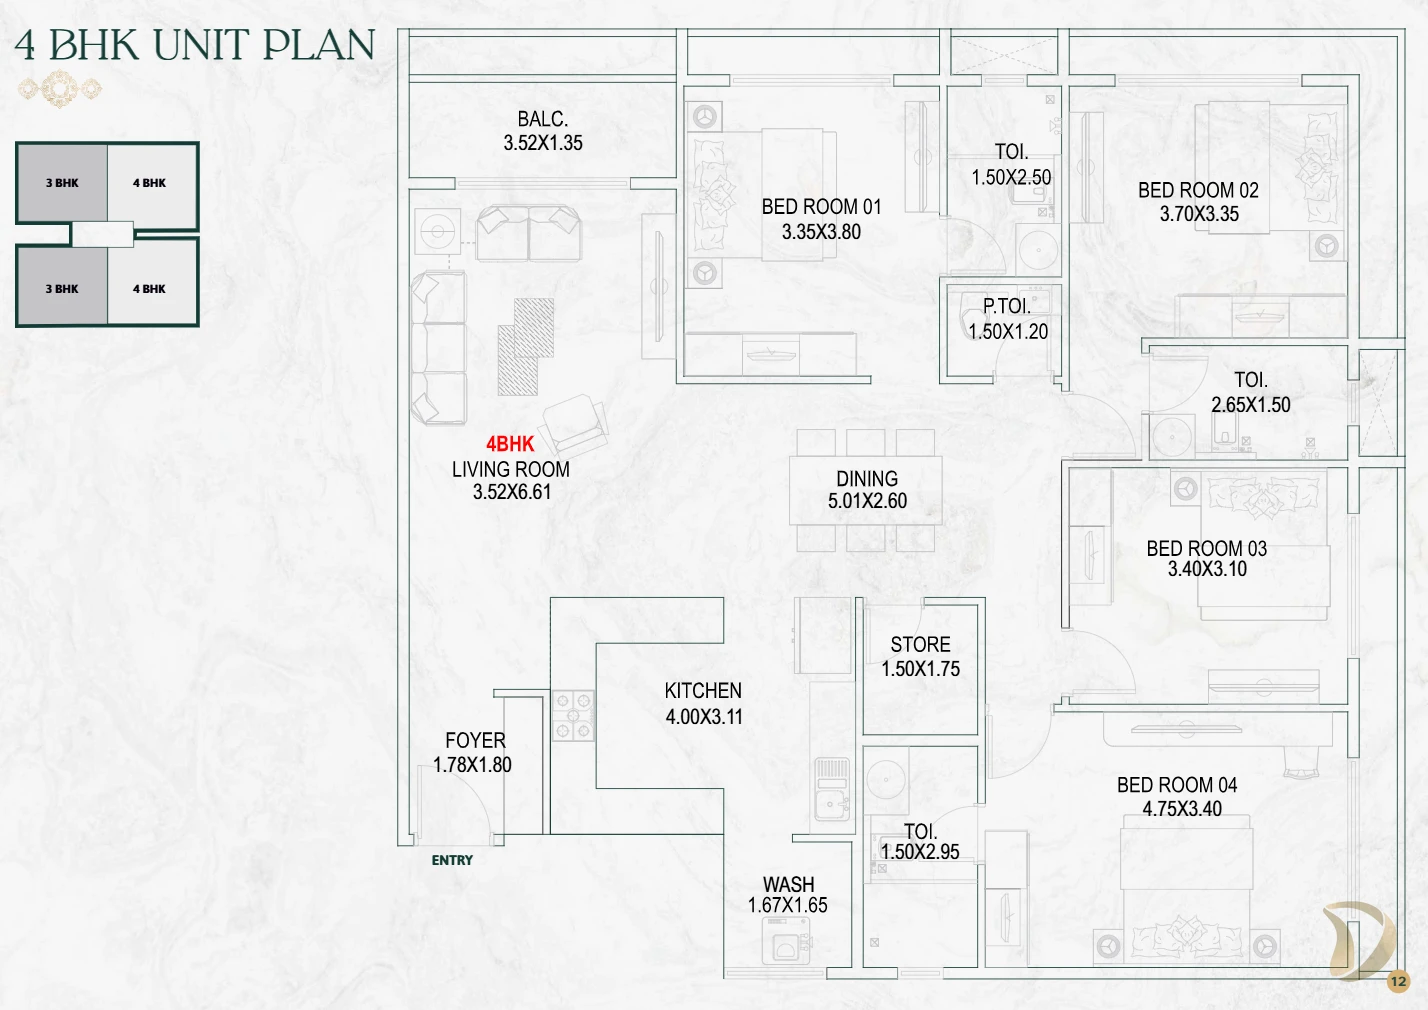 4 BHK UNIT PLAN
3 BHK
4 BHK
3 BHK
4 BHK
BALC.
3.52X1.35
BED ROOM 01
3.35X3.80
TOI.
1.50X2.50
BED ROOM 02
3.70X3.35
P.TOI.
1.50X1.20
TOI.
2.65X1.50
4BHK
LIVING ROOM
3.52X6.61
DINING
5.01X2.60
BED ROOM 03
3.40X3.10
STORE
1.50X1.75
KITCHEN
4.00X3.11
FOYER
1.78X1.80
BED ROOM 04
4.75X3.40
TOI.
1.50X2.95
ENTRY
WASH
1.67X1.65
12